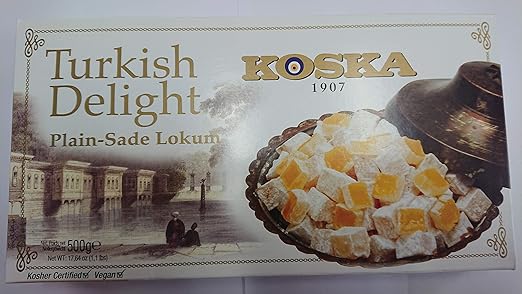 Turkish
Delight
Plain-Sade Lokum
KOSKA
1907
500g℮
Net WT: 17,64 oz (1,1 lbs)
Kosher Certified ☑ Vegan ☑